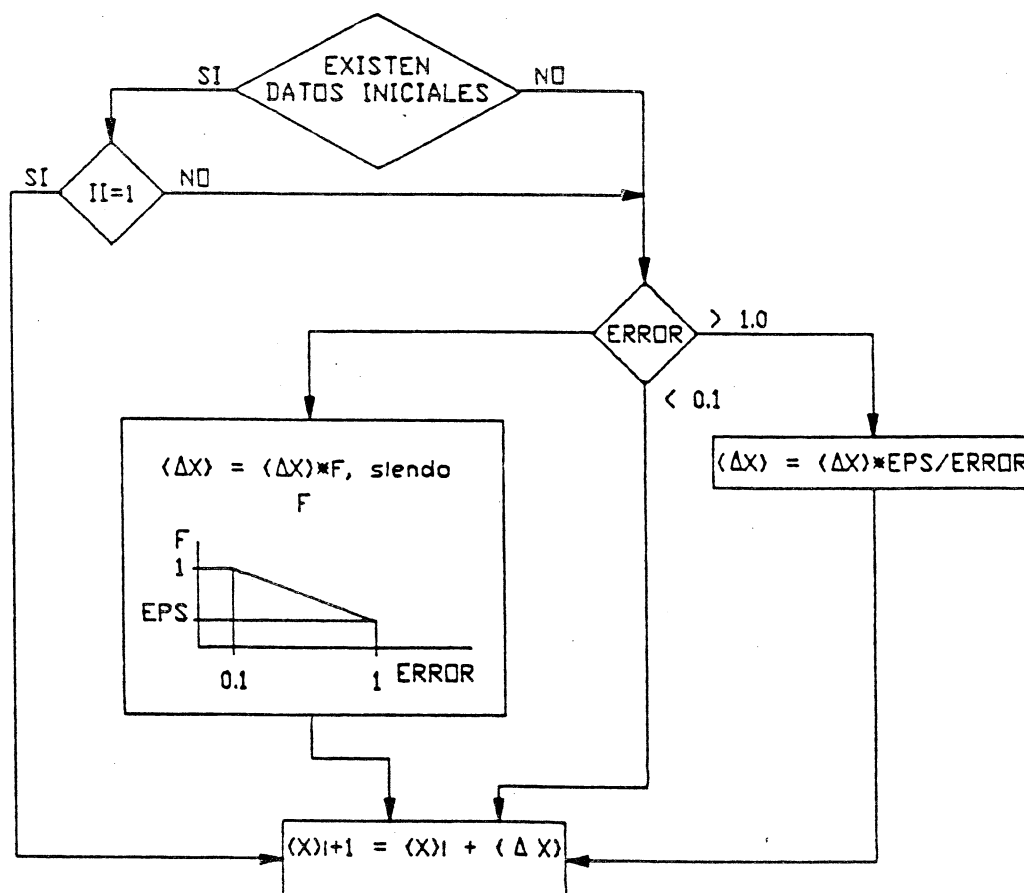 EXISTEN
DATOS INICIALES
SI
NO
II=1
SI
NO
ERROR
> 1.0
< 0.1
{ΔX} = {ΔX}*F, siendo
F
F
1
EPS
0.1
1
ERROR
{ΔX} = {ΔX}*EPS/ERROR
{X}i+1 = {X}i + { Δ X}